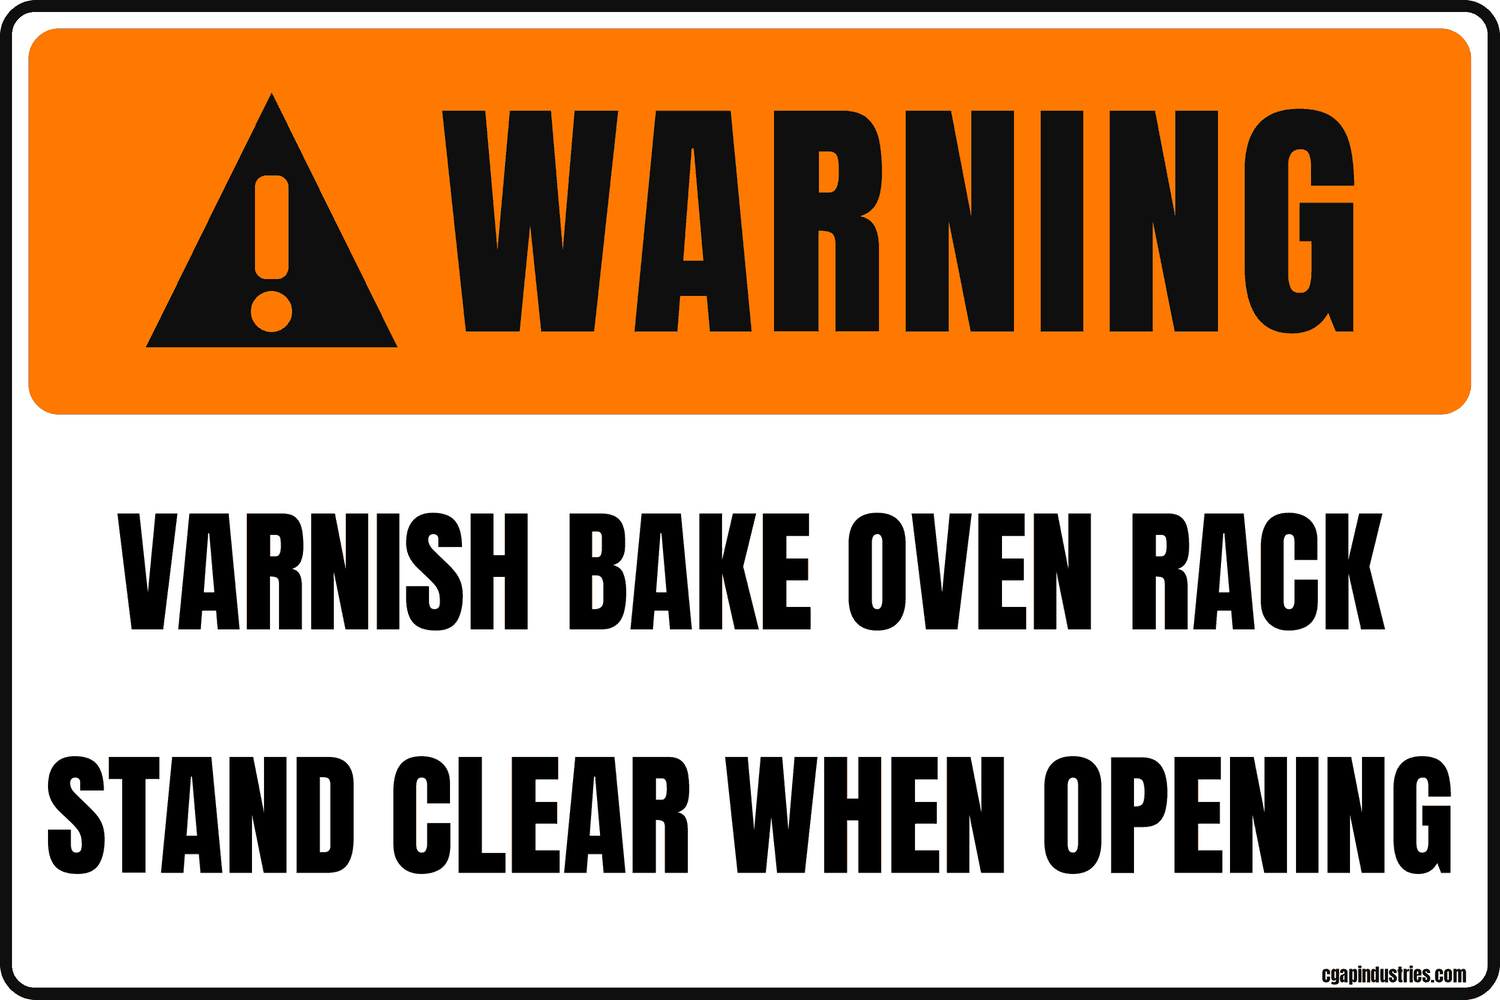 WARNING
VARNISH BAKE OVEN RACK
STAND CLEAR WHEN OPENING
cgapindustries.com